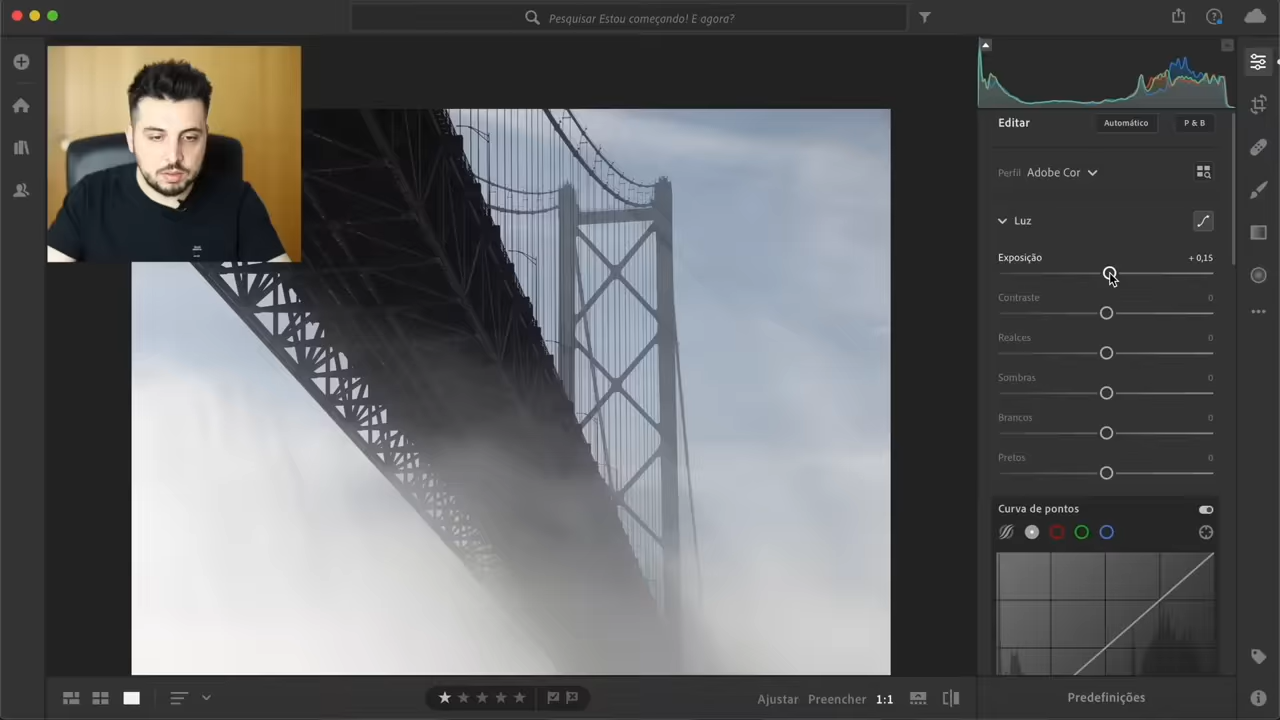 Pesquisar Estou começando! E agora?
Editar
Automático
P & B
Perfil Adobe Cor
Luz
Exposição + 0,15
Contraste 0
Realces 0
Sombras 0
Brancos 0
Pretos 0
Curva de pontos
Ajustar Preencher 1:1
Predefinições